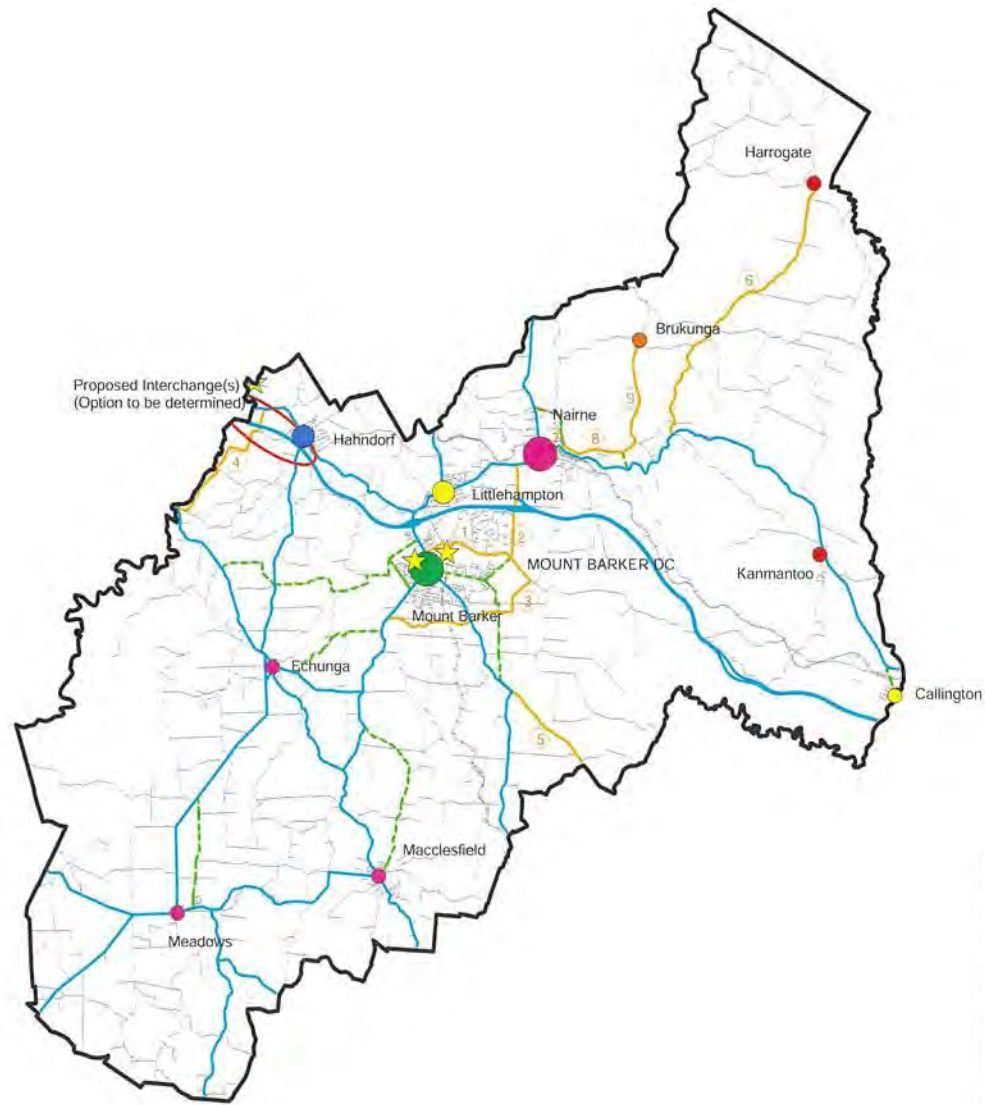 Harrogate
6
Brukunga
Proposed Interchange(s)
(Option to be determined)
Nairne
9
Hahndorf
7
8
4
Littlehampton
1
2
MOUNT BARKER DC
Kanmantoo
3
Mount Barker
Echunga
Callington
5
Macclesfield
Meadows